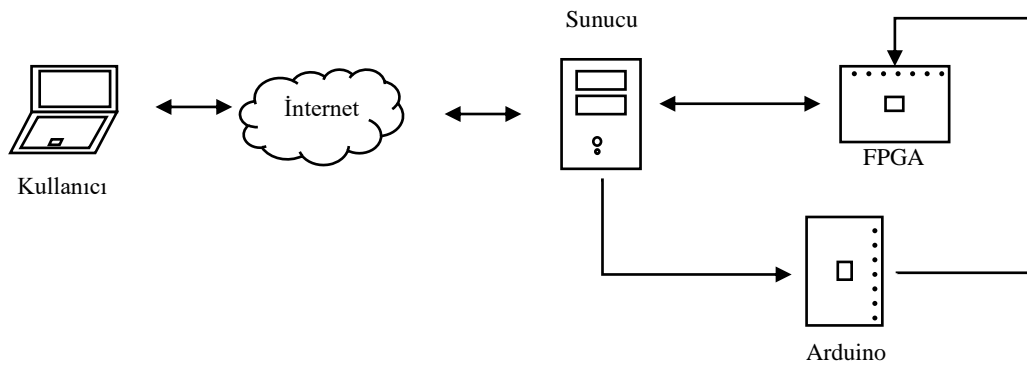 Sunucu
İnternet
FPGA
Kullanıcı
Arduino